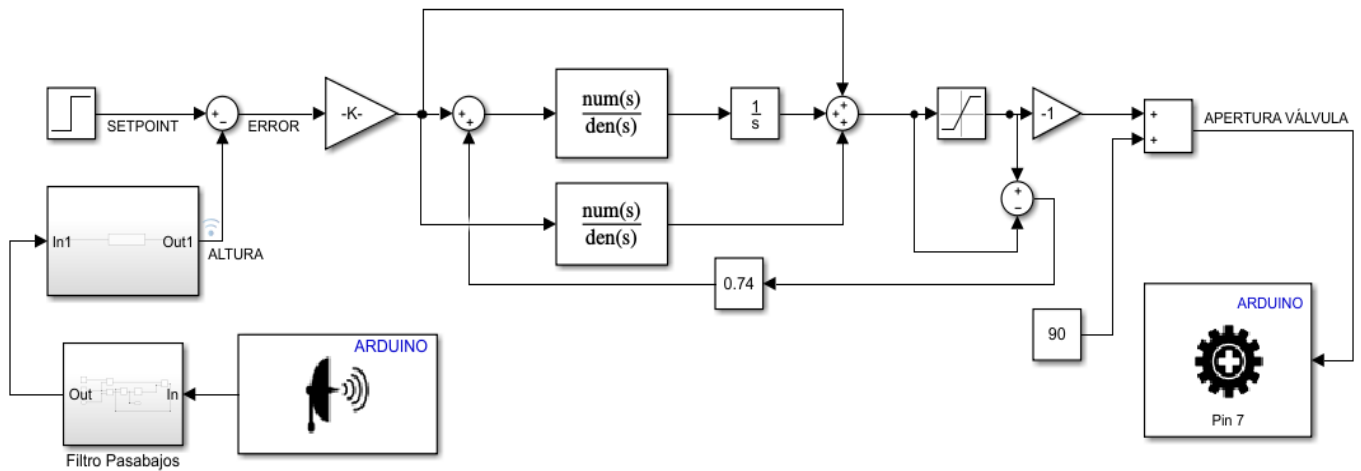 SETPOINT
+
−
ERROR
-K-
+
+
num(s)
den(s)
1
s
+
+
+
-1
+
+
APERTURA VÁLVULA
num(s)
den(s)
+
−
In1
Out1
ALTURA
0.74
90
ARDUINO
Pin 7
Out
In
Filtro Pasabajos
ARDUINO